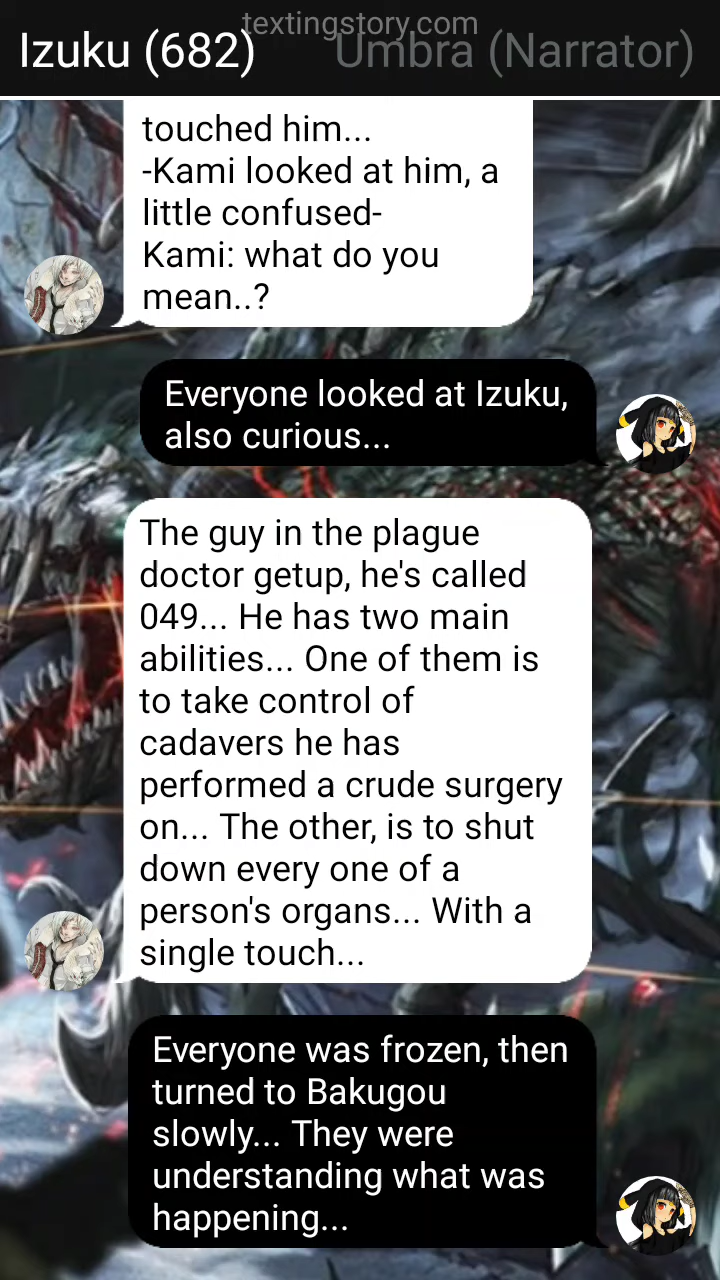 textingstory.com
Izuku (682)
Umbra (Narrator)
touched him...
-Kami looked at him, a
little confused-
Kami: what do you
mean..?
Everyone looked at Izuku,
also curious...
The guy in the plague
doctor getup, he's called
049... He has two main
abilities... One of them is
to take control of
cadavers he has
performed a crude surgery
on... The other, is to shut
down every one of a
person's organs... With a
single touch...
Everyone was frozen, then
turned to Bakugou
slowly... They were
understanding what was
happening...